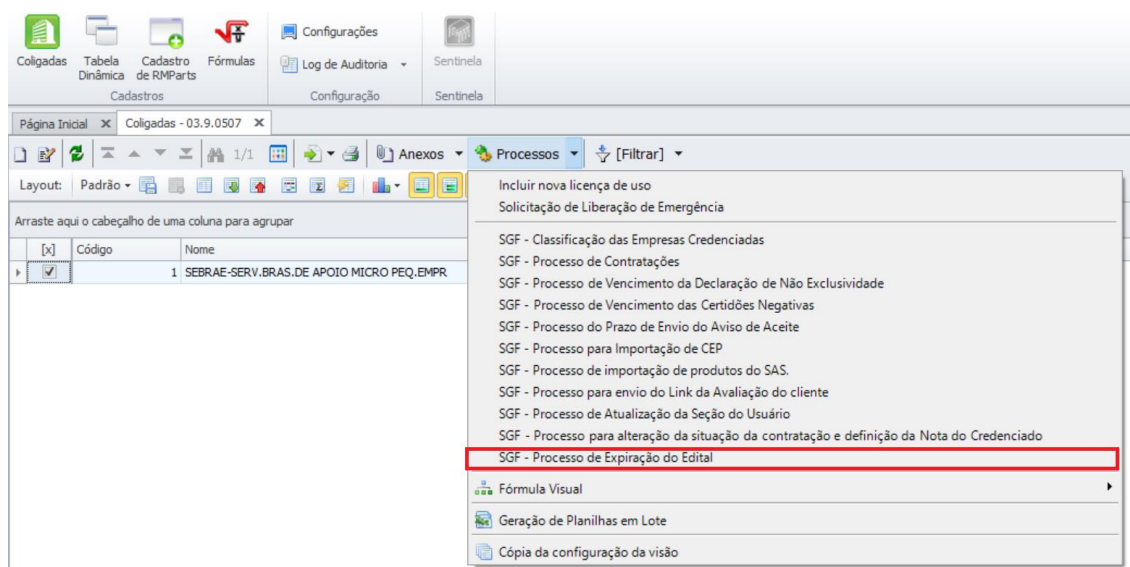 Coligadas
Tabela Dinâmica
Cadastro de RMParts
Fórmulas
Cadastros
Configurações
Log de Auditoria
Configuração
Sentinela
Sentinela
Página Inicial
Coligadas - 03.9.0507
1/1 Anexos Processos [Filtrar]
Layout: Padrão
Arraste aqui o cabeçalho de uma coluna para agrupar
[x] Código Nome
1 SEBRAE-SERV.BRAS.DE APOIO MICRO PEQ.EMPR
Incluir nova licença de uso
Solicitação de Liberação de Emergência
SGF - Classificação das Empresas Credenciadas
SGF - Processo de Contratações
SGF - Processo de Vencimento da Declaração de Não Exclusividade
SGF - Processo de Vencimento das Certidões Negativas
SGF - Processo do Prazo de Envio do Aviso de Aceite
SGF - Processo para Importação de CEP
SGF - Processo de importação de produtos do SAS.
SGF - Processo para envio do Link da Avaliação do cliente
SGF - Processo de Atualização da Seção do Usuário
SGF - Processo para alteração da situação da contratação e definição da Nota do Credenciado
SGF - Processo de Expiração do Edital
Fórmula Visual
Geração de Planilhas em Lote
Cópia da configuração da visão